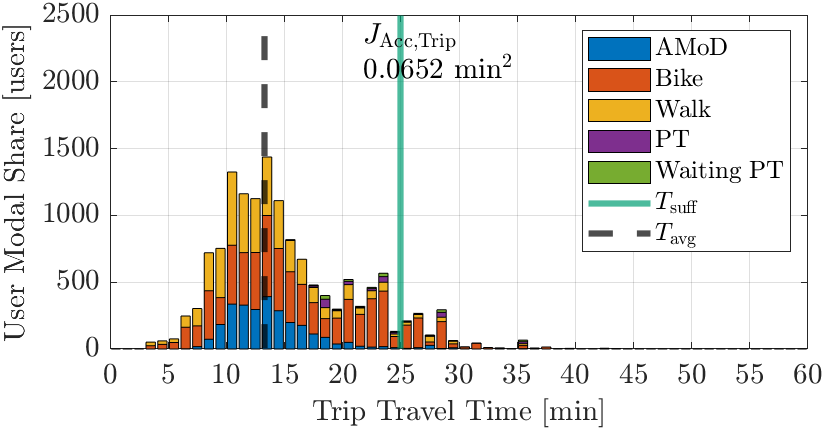 2500
2000
1500
1000
500
0
User Modal Share [users]
J_Acc,Trip
0.0652 min²
AMoD
Bike
Walk
PT
Waiting PT
T_suff
T_avg
0 5 10 15 20 25 30 35 40 45 50 55 60
Trip Travel Time [min]